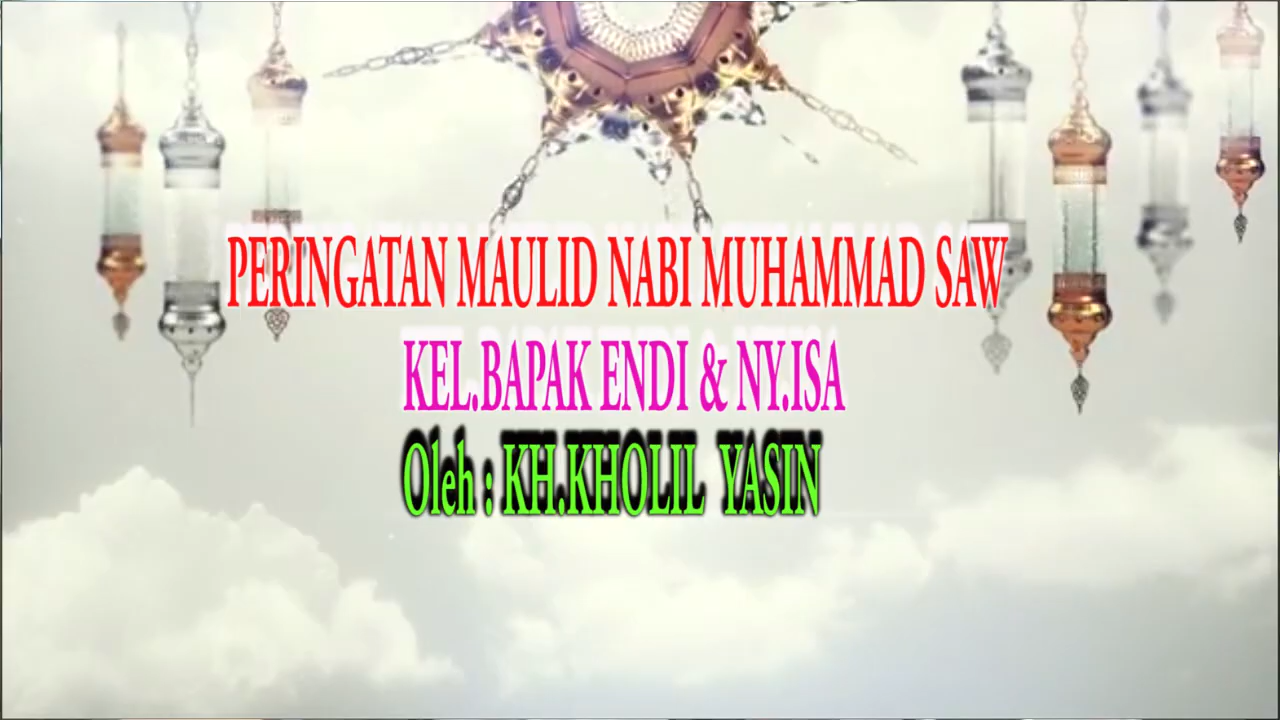 PERINGATAN MAULID NABI MUHAMMAD SAW
KEL.BAPAK ENDI & NY.ISA
Oleh : KH.KHOLIL YASIN